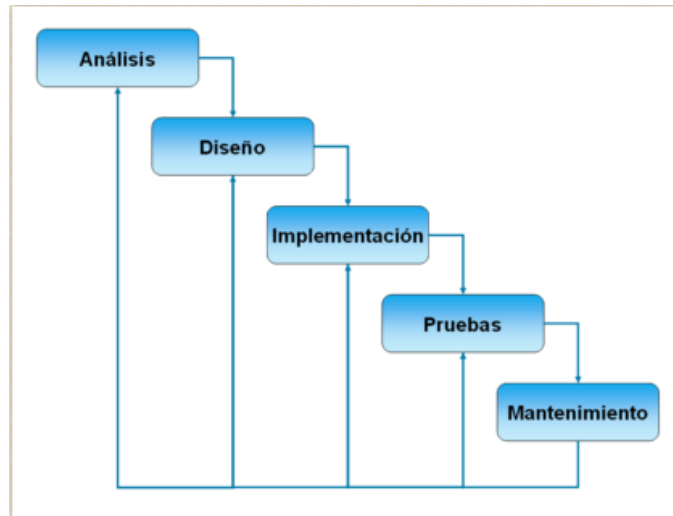 Análisis
Diseño
Implementación
Pruebas
Mantenimiento